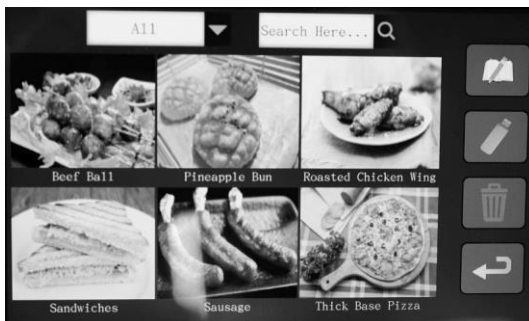 All
Search Here...
Beef Ball
Pineapple Bun
Roasted Chicken Wing
Sandwiches
Sausage
Thick Base Pizza